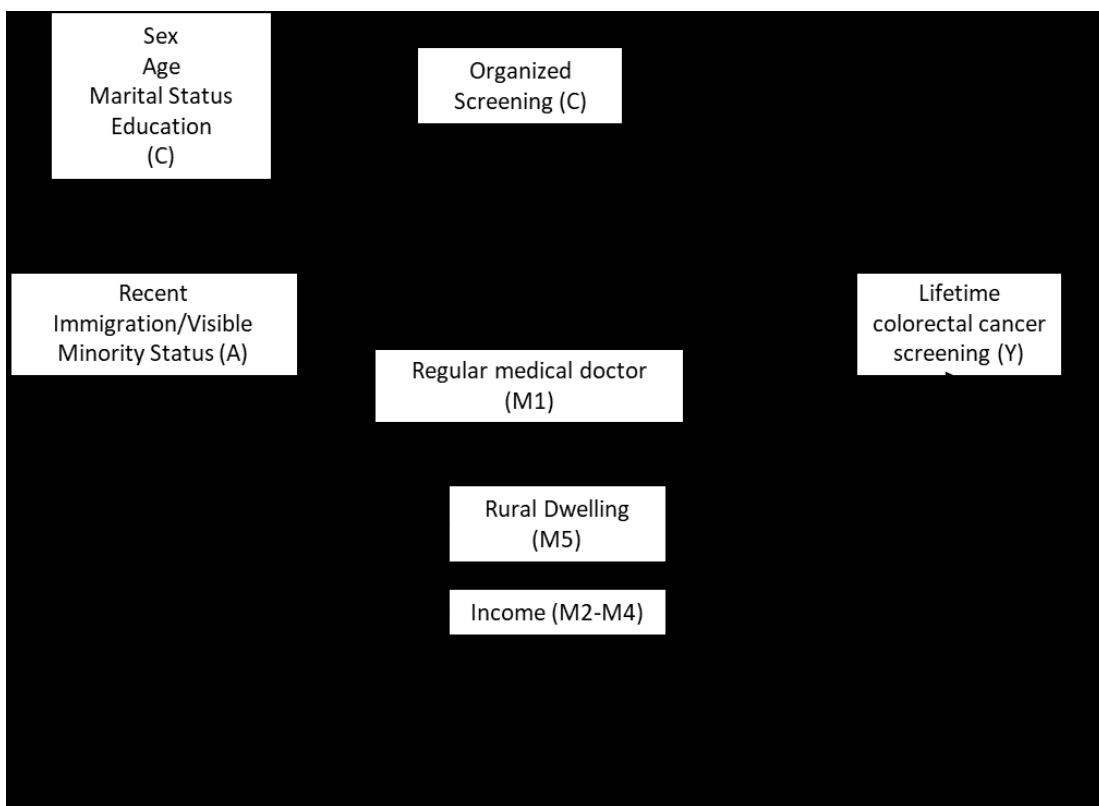 Sex
Age
Marital Status
Education
(C)
Organized
Screening (C)
Recent
Immigration/Visible
Minority Status (A)
Lifetime
colorectal cancer
screening (Y)
Regular medical doctor
(M1)
Rural Dwelling
(M5)
Income (M2-M4)